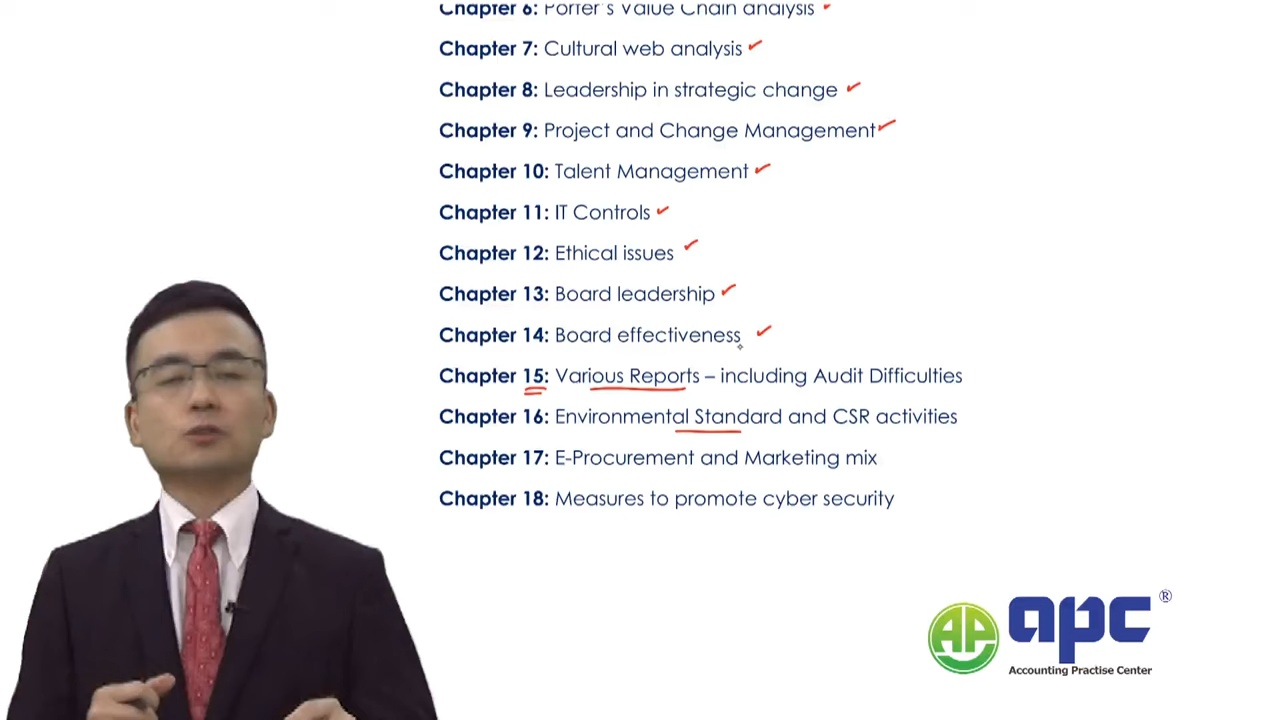 Chapter 6: Porter's Value Chain analysis
Chapter 7: Cultural web analysis
Chapter 8: Leadership in strategic change
Chapter 9: Project and Change Management
Chapter 10: Talent Management
Chapter 11: IT Controls
Chapter 12: Ethical issues
Chapter 13: Board leadership
Chapter 14: Board effectiveness
Chapter 15: Various Reports – including Audit Difficulties
Chapter 16: Environmental Standard and CSR activities
Chapter 17: E-Procurement and Marketing mix
Chapter 18: Measures to promote cyber security
AP apc ®
Accounting Practise Center